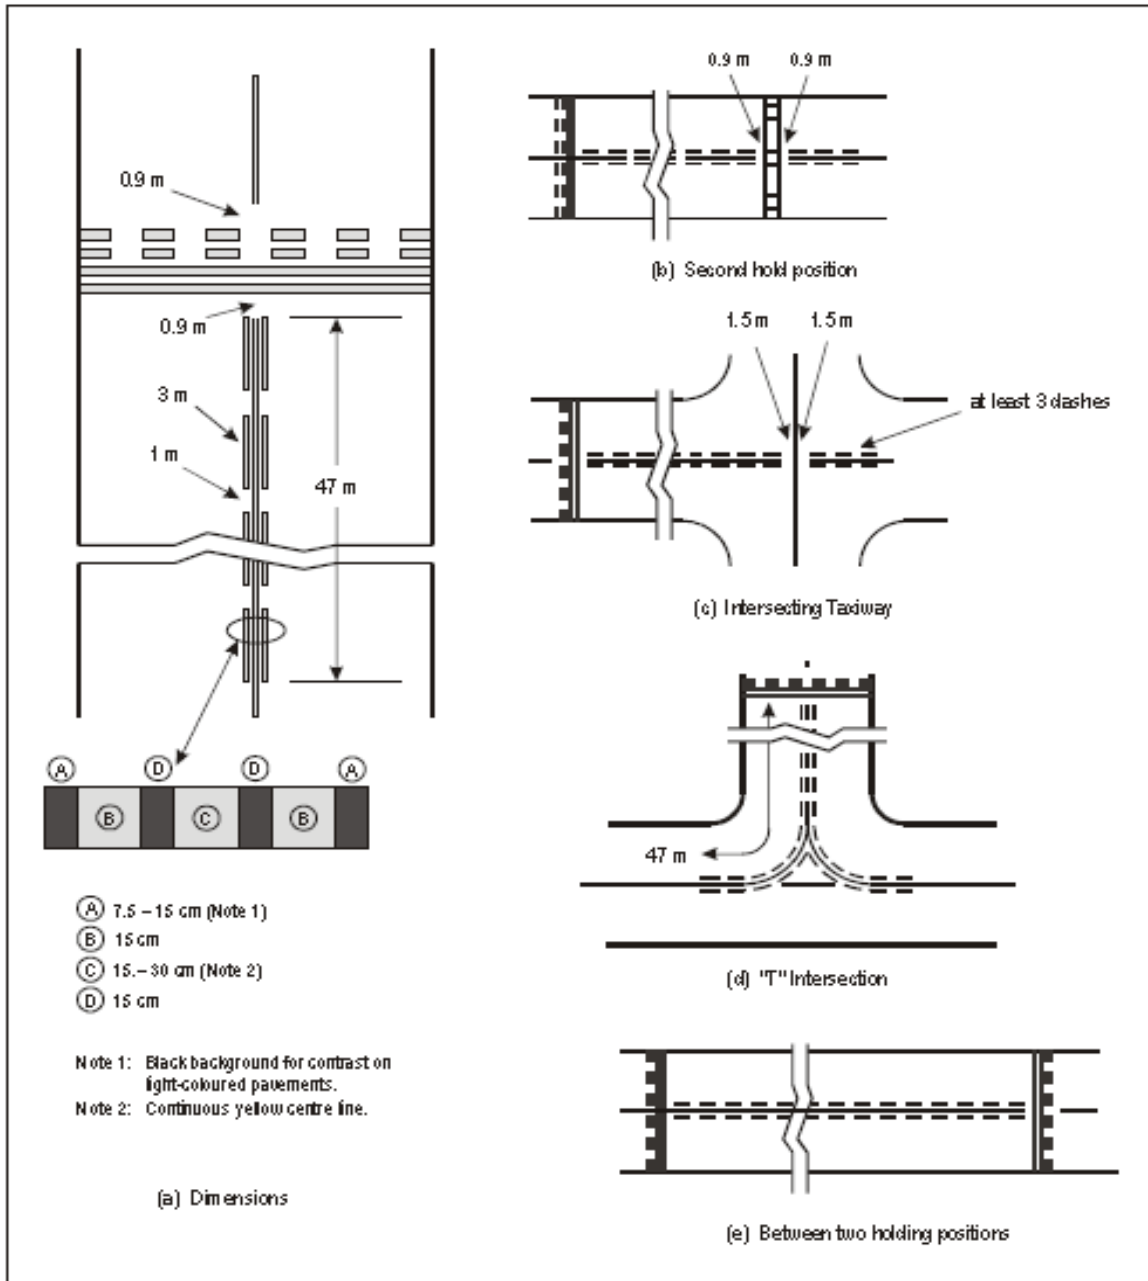 0.9 m
0.9 m
3 m
1 m
47 m
A D D A
B C B
A 7.5 – 15 cm (Note 1)
B 15 cm
C 15.– 30 cm (Note 2)
D 15 cm
Note 1: Black background for contrast on
light-coloured pavements.
Note 2: Continuous yellow centre line.
(a) Dimensions
0.9 m 0.9 m
(b) Second hold position
1.5 m 1.5 m
at least 3 dashes
(c) Intersecting Taxiway
47 m
(d) "T" Intersection
(e) Between two holding positions